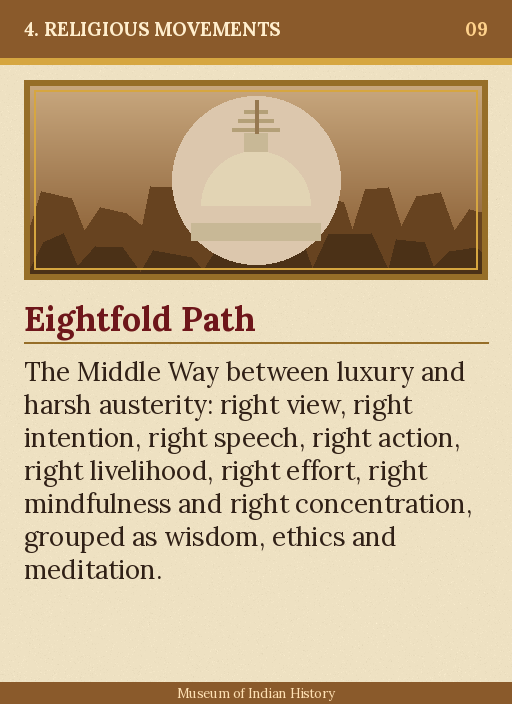 4. RELIGIOUS MOVEMENTS 09
Eightfold Path
The Middle Way between luxury and
harsh austerity: right view, right
intention, right speech, right action,
right livelihood, right effort, right
mindfulness and right concentration,
grouped as wisdom, ethics and
meditation.
Museum of Indian History